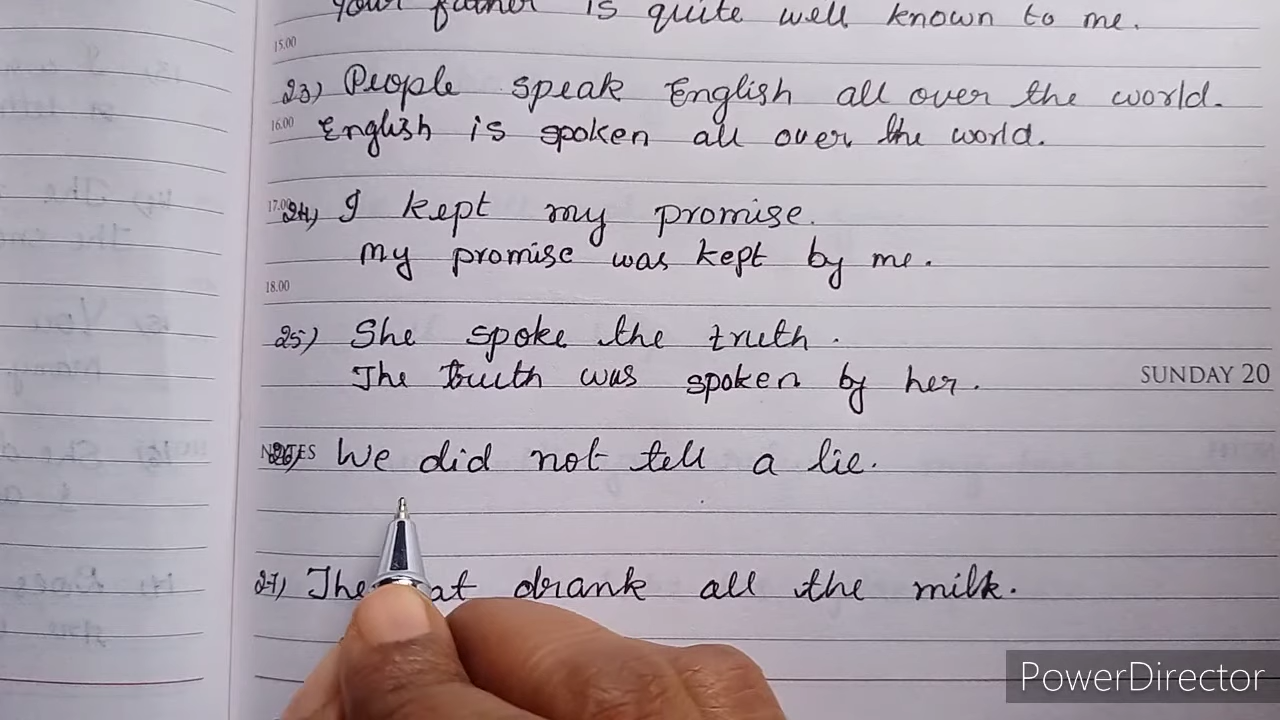 Your father is quite well known to me.
15.00
23) People speak English all over the world.
16.00 English is spoken all over the world.
17.00 24) I kept my promise.
My promise was kept by me.
18.00
25) She spoke the truth.
The truth was spoken by her.
SUNDAY 20
NOTES 26) We did not tell a lie.
27) The at drank all the milk.
PowerDirector